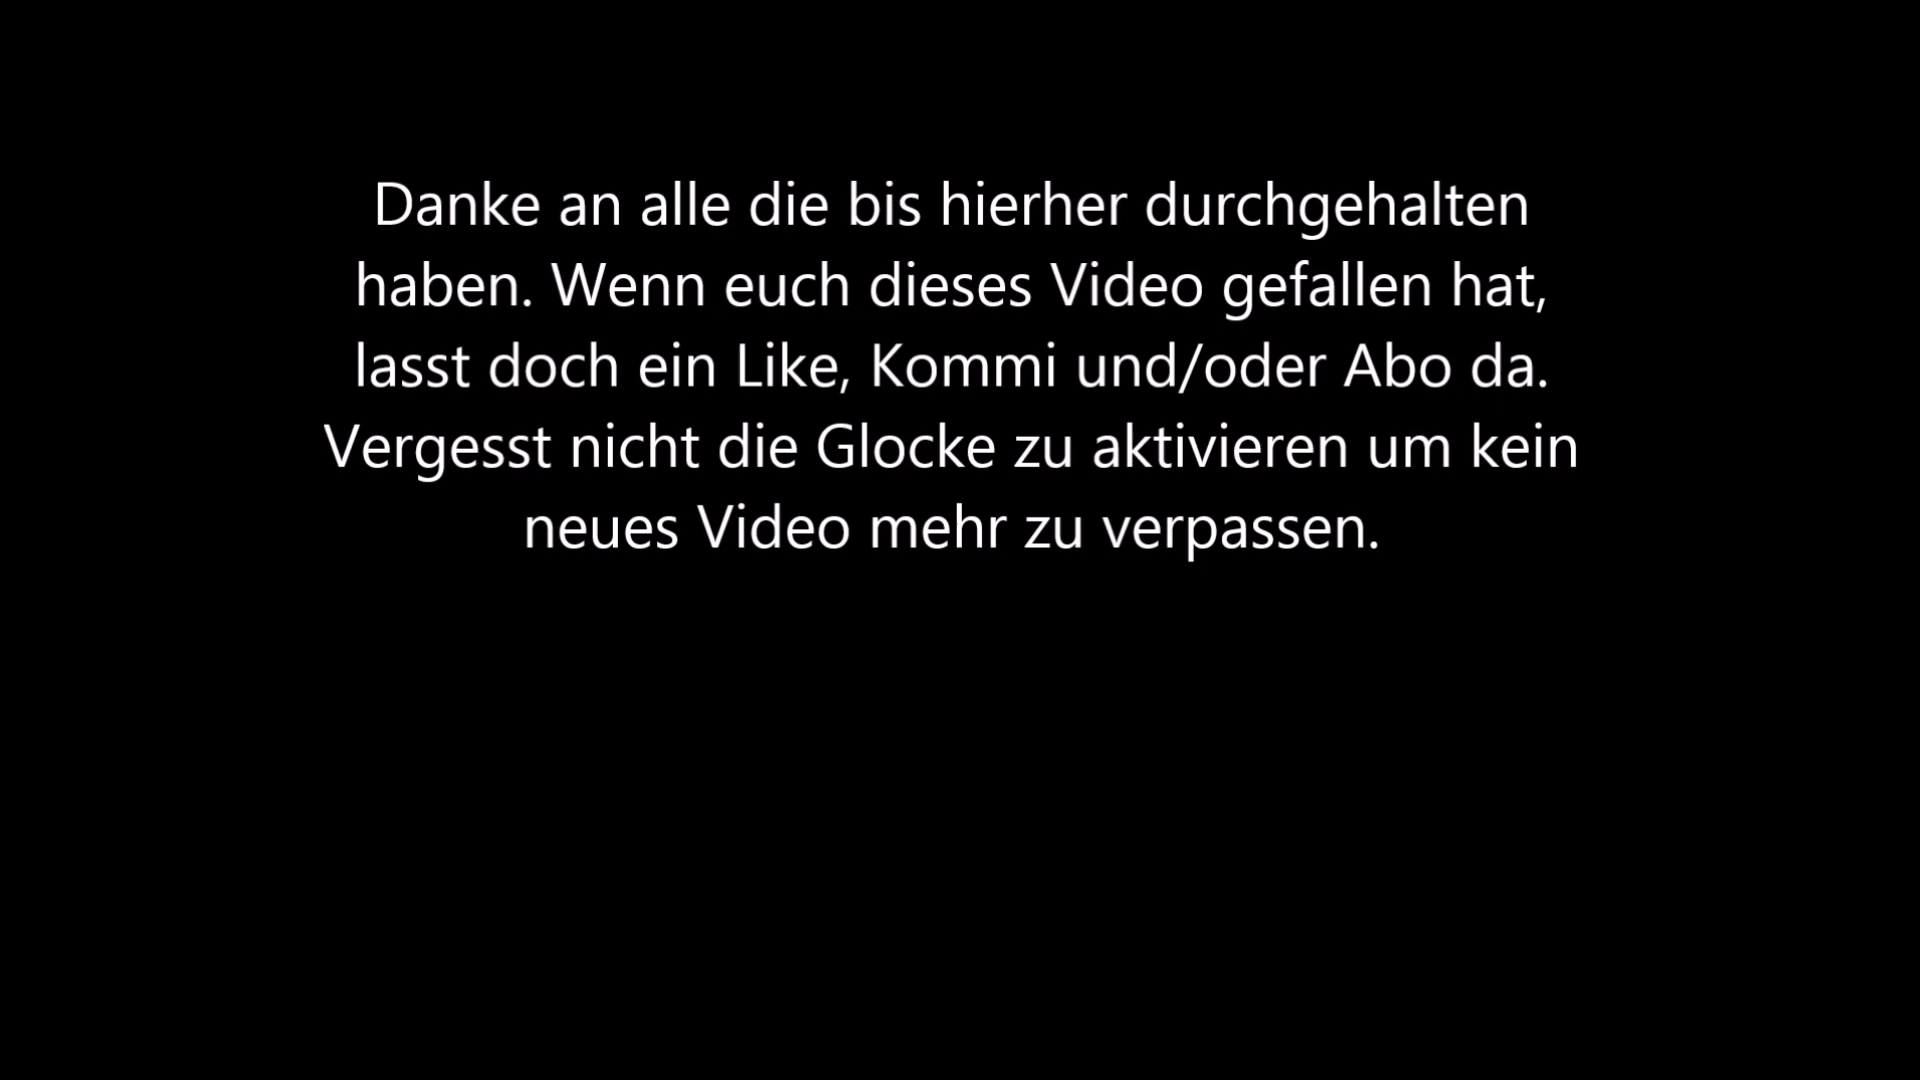 Danke an alle die bis hierher durchgehalten
haben. Wenn euch dieses Video gefallen hat,
lasst doch ein Like, Kommi und/oder Abo da.
Vergesst nicht die Glocke zu aktivieren um kein
neues Video mehr zu verpassen.